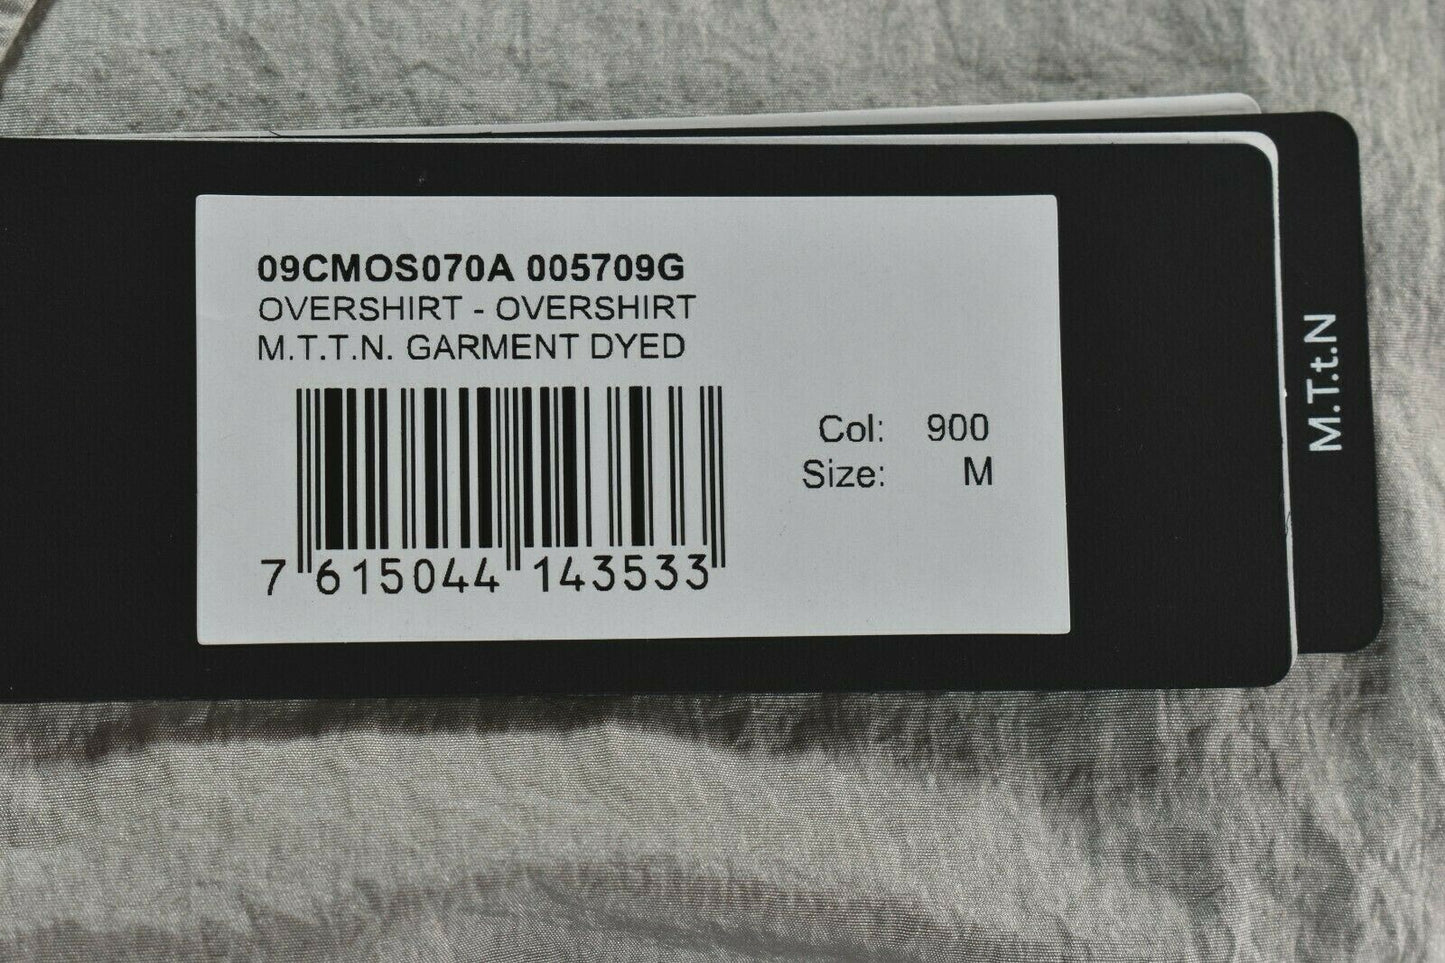 09CMOS070A 005709G
OVERSHIRT - OVERSHIRT
M.T.T.N. GARMENT DYED
Col: 900
Size: M
7 615044 143533
M.T.t.N